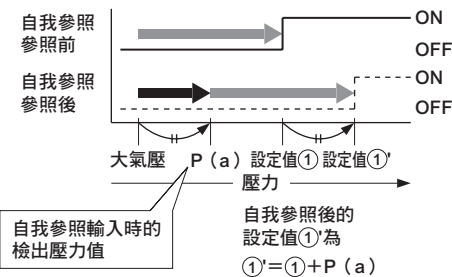 自我參照
參照前
ON
OFF
自我參照
參照後
ON
OFF
大氣壓 P（a）設定值① 設定值①'
壓力
自我參照輸入時的
檢出壓力值
自我參照後的
設定值①'為
①'＝①＋P（a）